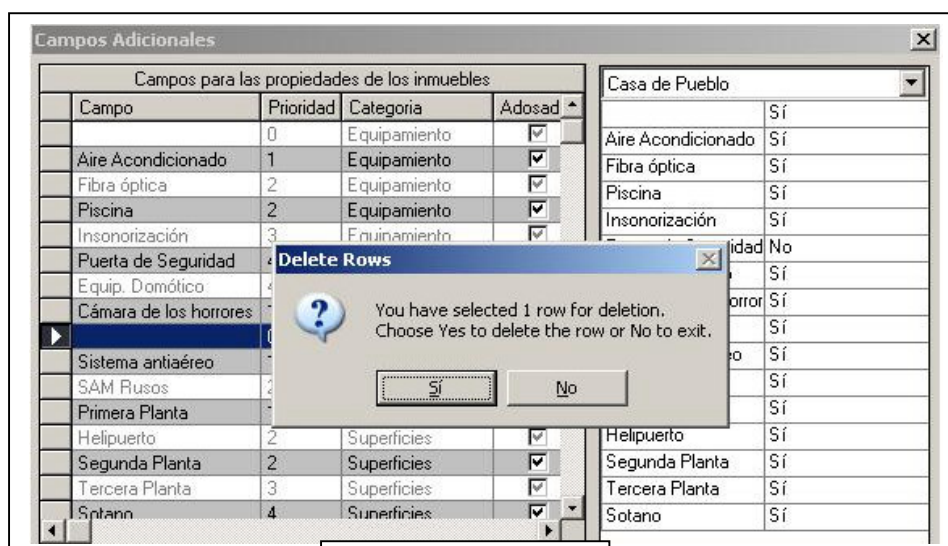 Campos Adicionales
Campos para las propiedades de los inmuebles
Campo Prioridad Categoria Adosad
0 Equipamiento
Aire Acondicionado 1 Equipamiento
Fibra óptica 2 Equipamiento
Piscina 2 Equipamiento
Insonorización 3 Equipamiento
Puerta de Seguridad
Equip. Domótico
Cámara de los horrores
Sistema antiaéreo
SAM Rusos
Primera Planta
Helipuerto 2 Superficies
Segunda Planta 2 Superficies
Tercera Planta 3 Superficies
Sotano 4 Superficies
Delete Rows
You have selected 1 row for deletion.
Choose Yes to delete the row or No to exit.
Sí No
Casa de Pueblo
Sí
Aire Acondicionado Sí
Fibra óptica Sí
Piscina Sí
Insonorización Sí
No
Sí
Sí
Sí
Sí
Sí
Sí
Helipuerto Sí
Segunda Planta Sí
Tercera Planta Sí
Sotano Sí